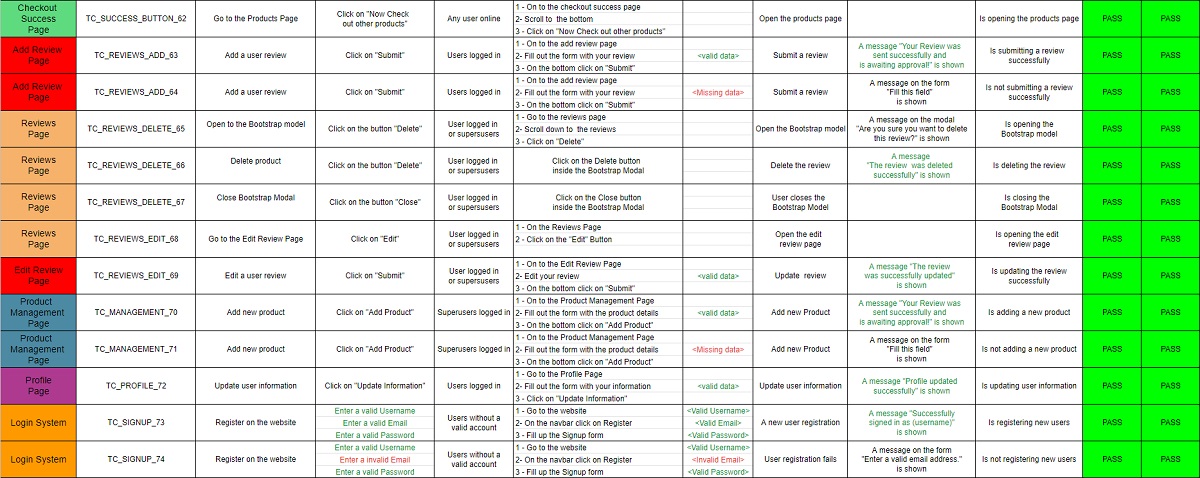 Checkout
Success
Page
TC_SUCCESS_BUTTON_62
Go to the Products Page
Click on "Now Check
out other products"
Any user online
1 - On to the checkout success page
2- Scroll to the bottom
3 - Click on "Now Check out other products"
Open the products page
Is opening the products page
PASS
PASS
Add Review
Page
TC_REVIEWS_ADD_63
Add a user review
Click on "Submit"
Users logged in
1 - On to the add review page
2- Fill out the form with your review
3 - On the bottom click on "Submit"
<valid data>
Submit a review
A message "Your Review was
sent successfully and
is awaiting approval!" is shown
Is submitting a review
successfully
PASS
PASS
Add Review
Page
TC_REVIEWS_ADD_64
Add a user review
Click on "Submit"
Users logged in
1 - On to the add review page
2- Fill out the form with your review
3 - On the bottom click on "Submit"
<Missing data>
Submit a review
A message on the form
"Fill this field"
is shown
Is not submitting a review
successfully
PASS
PASS
Reviews
Page
TC_REVIEWS_DELETE_65
Open to the Bootstrap model
Click on the button "Delete"
User logged in
or supersusers
1 - Go to the reviews page
2- Scroll down to the reviews
3 - Click on "Delete"
Open the Bootstrap model
A message on the modal
"Are you sure you want to delete
this review?" is shown
Is opening the
Bootstrap model
PASS
PASS
Reviews
Page
TC_REVIEWS_DELETE_66
Delete product
Click on the button "Delete"
User logged in
or supersusers
Click on the Delete button
inside the Bootstrap Modal
Delete the review
A message
"The review was deleted
successfully" is shown
Is deleting the review
PASS
PASS
Reviews
Page
TC_REVIEWS_DELETE_67
Close Bootstrap Modal
Click on the button "Close"
User logged in
or supersusers
Click on the Close button
inside the Bootstrap Modal
User closes the
Bootstrap Model
Is closing the
Bootstrap Modal
PASS
PASS
Reviews
Page
TC_REVIEWS_EDIT_68
Go to the Edit Review Page
Click on "Edit"
User logged in
or supersusers
1 - On the Reviews Page
2 - Click on the "Edit" Button
Open the edit
review page
Is opening the edit
review page
PASS
PASS
Edit Review
Page
TC_REVIEWS_EDIT_69
Edit a user review
Click on "Submit"
User logged in
or supersusers
1 - On to the Edit Review Page
2- Edit your review
3 - On the bottom click on "Submit"
<valid data>
Update review
A message "The review
was successfully updated"
is shown
Is updating the review
successfully
PASS
PASS
Product
Management
Page
TC_MANAGEMENT_70
Add new product
Click on "Add Product"
Superusers logged in
1 - On to the Product Management Page
2- Fill out the form with the product details
3 - On the bottom click on "Add Product"
<valid data>
Add new Product
A message "Your Review was
sent successfully and
is awaiting approval!" is shown
Is adding a new product
PASS
PASS
Product
Management
Page
TC_MANAGEMENT_71
Add new product
Click on "Add Product"
Superusers logged in
1 - On to the Product Management Page
2- Fill out the form with the product details
3 - On the bottom click on "Add Product"
<Missing data>
Add new Product
A message on the form
"Fill this field"
is shown
Is not adding a new product
PASS
PASS
Profile
Page
TC_PROFILE_72
Update user information
Click on "Update Information"
Users logged in
1 - Go to the Profile Page
2- Fill out the form with your information
3 - Click on "Update Information"
<valid data>
Update user information
A message "Profile updated
successfully" is shown
Is updating user information
PASS
PASS
Login System
TC_SIGNUP_73
Register on the website
Enter a valid Username
Enter a valid Email
Enter a valid Password
Users without a
valid account
1 - Go to the website
2- On the navbar click on Register
3 - Fill up the Signup form
<Valid Username>
<Valid Email>
<Valid Password>
A new user registration
A message "Successfully
signed in as (username)"
is shown
Is registering new users
PASS
PASS
Login System
TC_SIGNUP_74
Register on the website
Enter a valid Username
Enter a invalid Email
Enter a valid Password
Users without a
valid account
1 - Go to the website
2- On the navbar click on Register
3 - Fill up the Signup form
<Valid Username>
<Invalid Email>
<Valid Password>
User registration fails
A message on the form
"Enter a valid email address."
is shown
Is not registering new users
PASS
PASS